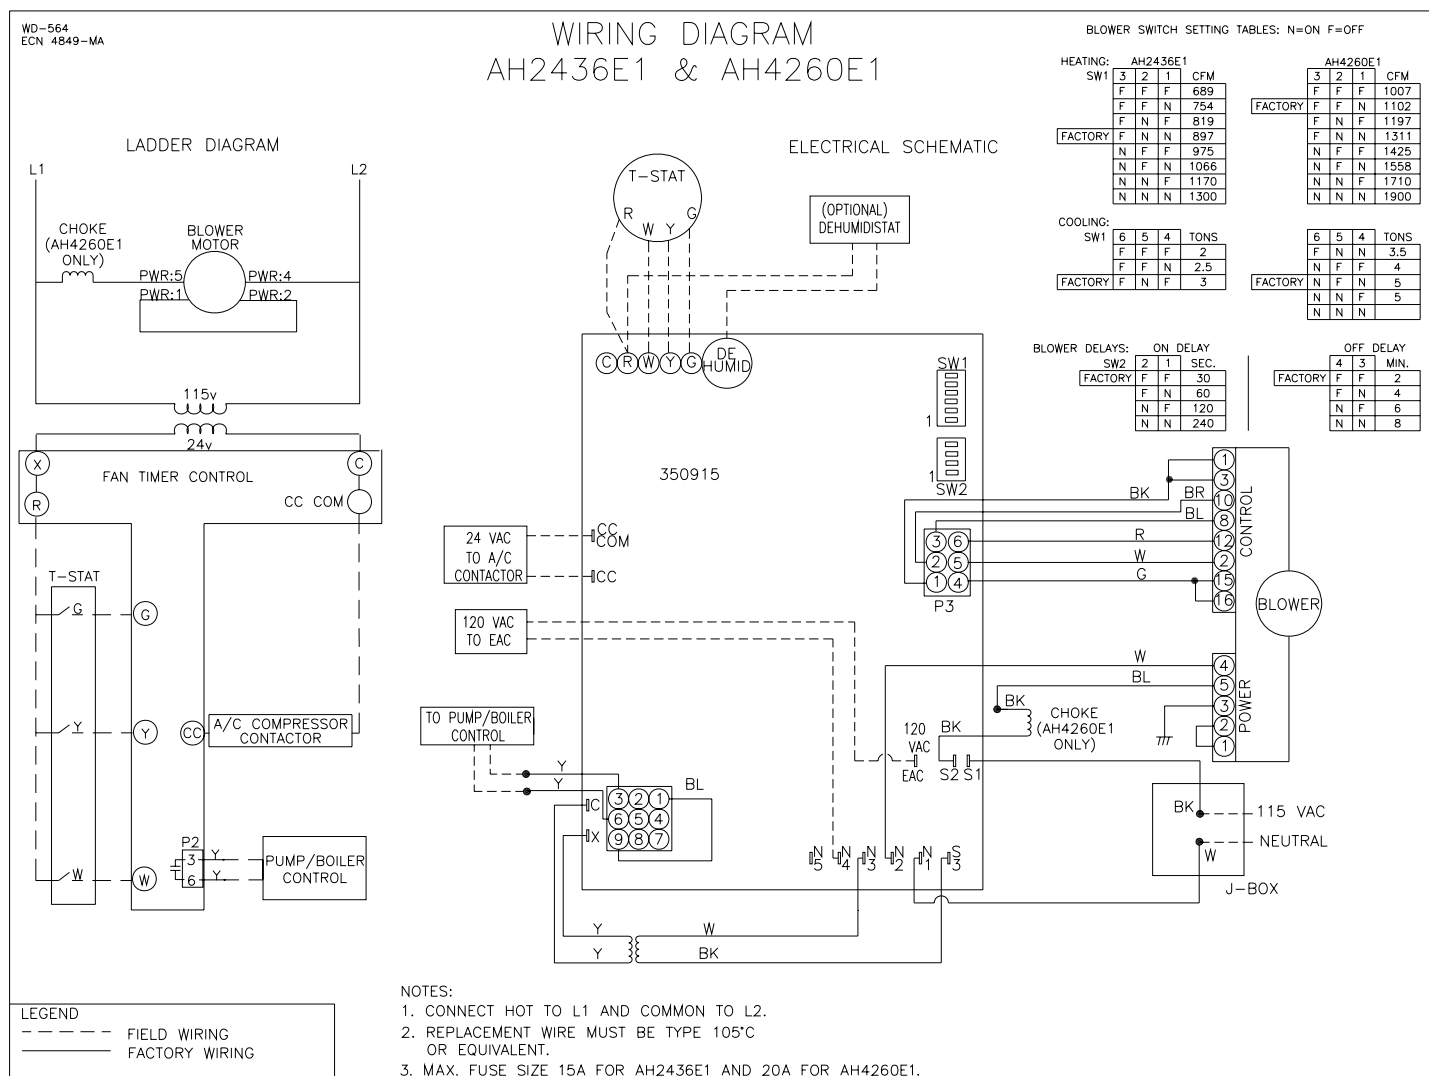 WD-564
ECN 4849-MA
WIRING DIAGRAM
AH2436E1 & AH4260E1
BLOWER SWITCH SETTING TABLES: N=ON F=OFF
HEATING: AH2436E1
SW1 3 2 1 CFM
F F F 689
F F N 754
F N F 819
FACTORY F N N 897
N F F 975
N F N 1066
N N F 1170
N N N 1300
AH4260E1
3 2 1 CFM
F F F 1007
FACTORY F F N 1102
F N F 1197
F N N 1311
N F F 1425
N F N 1558
N N F 1710
N N N 1900
COOLING:
SW1 6 5 4 TONS
F F F 2
F F N 2.5
FACTORY F N F 3
6 5 4 TONS
F N N 3.5
N F F 4
FACTORY N F N 5
N N F 5
N N N
BLOWER DELAYS: ON DELAY
SW2 2 1 SEC.
FACTORY F F 30
F N 60
N F 120
N N 240
OFF DELAY
4 3 MIN.
FACTORY F F 2
F N 4
N F 6
N N 8
LADDER DIAGRAM
L1
L2
CHOKE
(AH4260E1
ONLY)
BLOWER
MOTOR
PWR:5
PWR:4
PWR:1
PWR:2
115v
24v
X
C
FAN TIMER CONTROL
R
CC COM
T-STAT
G
G
Y
Y
CC
A/C COMPRESSOR
CONTACTOR
P2
3
Y.
6
Y.
PUMP/BOILER
CONTROL
W
W
ELECTRICAL SCHEMATIC
T-STAT
R
G
W Y
(OPTIONAL)
DEHUMIDISTAT
C R W Y G
DE
HUMID
SW1
1
1
SW2
350915
24 VAC
TO A/C
CONTACTOR
CC
COM
CC
120 VAC
TO EAC
TO PUMP/BOILER
CONTROL
Y
Y
C
X
3 2 1
6 5 4
9 8 7
BL
3 6
2 5
1 4
P3
BK
BR
BL
R
W
G
1
3
10
8
12
2
15
16
CONTROL
BLOWER
W
BL
4
5
3
2
1
POWER
BK
BK
CHOKE
(AH4260E1
ONLY)
120
VAC
EAC
S2 S1
N
5
N
4
N
3
N
2
N
1
S
3
BK
115 VAC
NEUTRAL
W
J-BOX
Y
W
Y
BK
LEGEND
FIELD WIRING
FACTORY WIRING
NOTES:
1. CONNECT HOT TO L1 AND COMMON TO L2.
2. REPLACEMENT WIRE MUST BE TYPE 105°C
OR EQUIVALENT.
3. MAX. FUSE SIZE 15A FOR AH2436E1 AND 20A FOR AH4260E1.